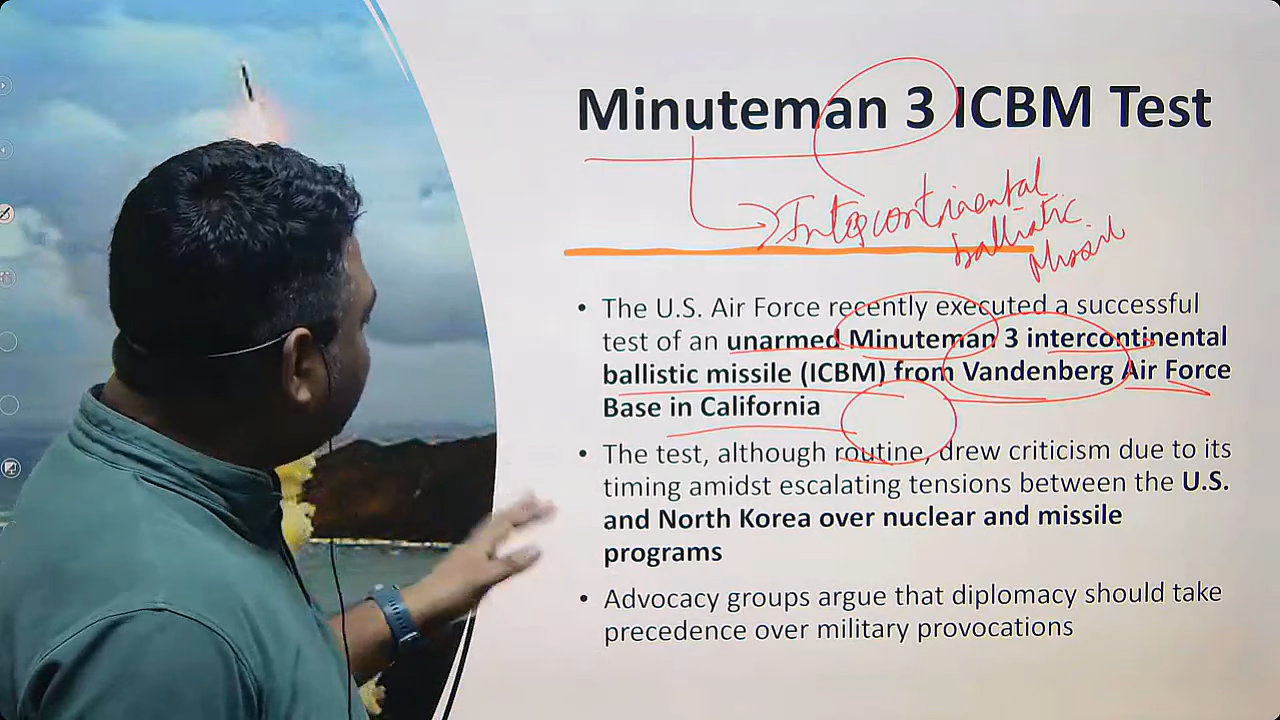 Minuteman 3 ICBM Test
Intercontinental
ballistic
Missile
• The U.S. Air Force recently executed a successful
test of an unarmed Minuteman 3 intercontinental
ballistic missile (ICBM) from Vandenberg Air Force
Base in California
• The test, although routine, drew criticism due to its
timing amidst escalating tensions between the U.S.
and North Korea over nuclear and missile
programs
• Advocacy groups argue that diplomacy should take
precedence over military provocations